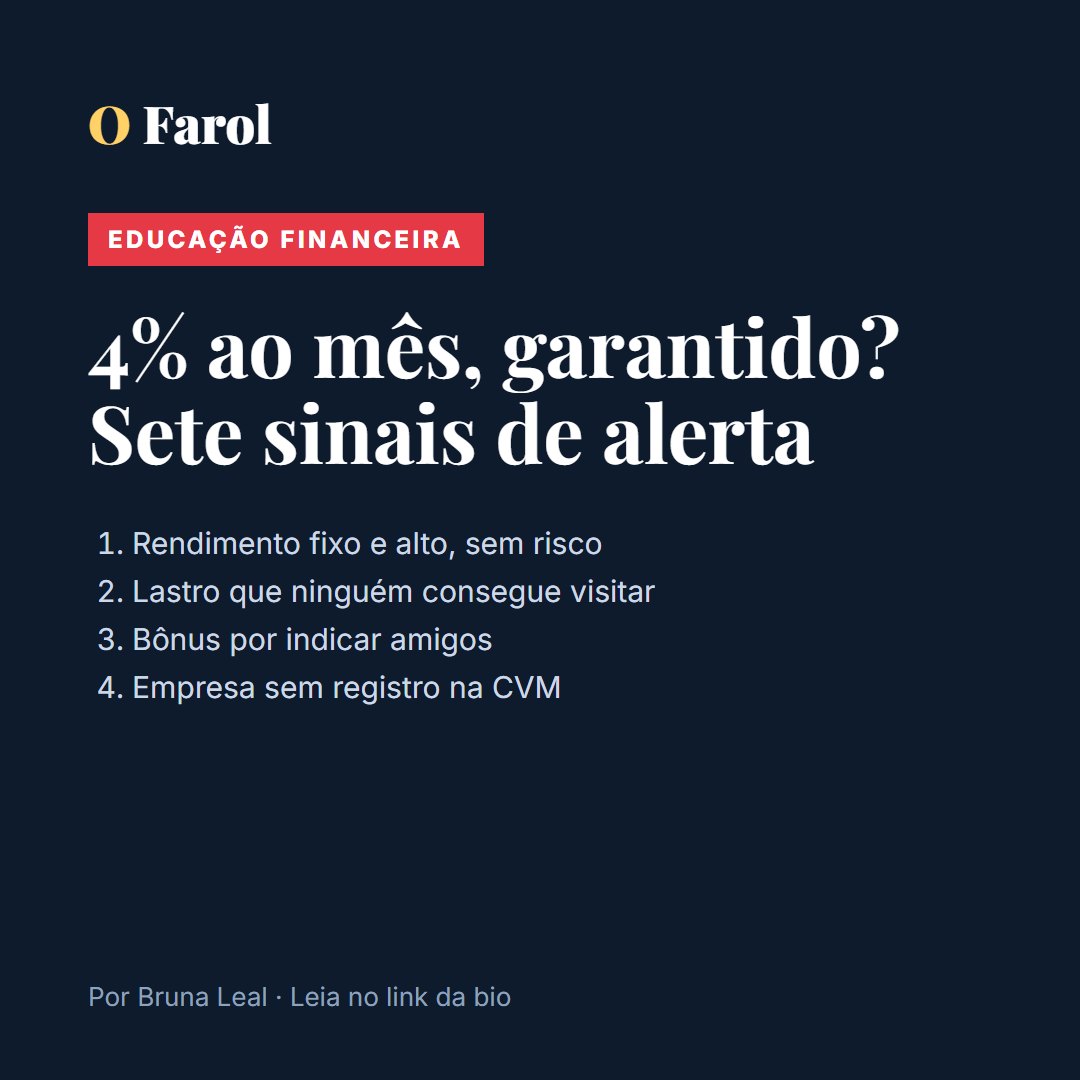 O Farol
EDUCAÇÃO FINANCEIRA
4% ao mês, garantido?
Sete sinais de alerta
1. Rendimento fixo e alto, sem risco
2. Lastro que ninguém consegue visitar
3. Bônus por indicar amigos
4. Empresa sem registro na CVM
Por Bruna Leal · Leia no link da bio